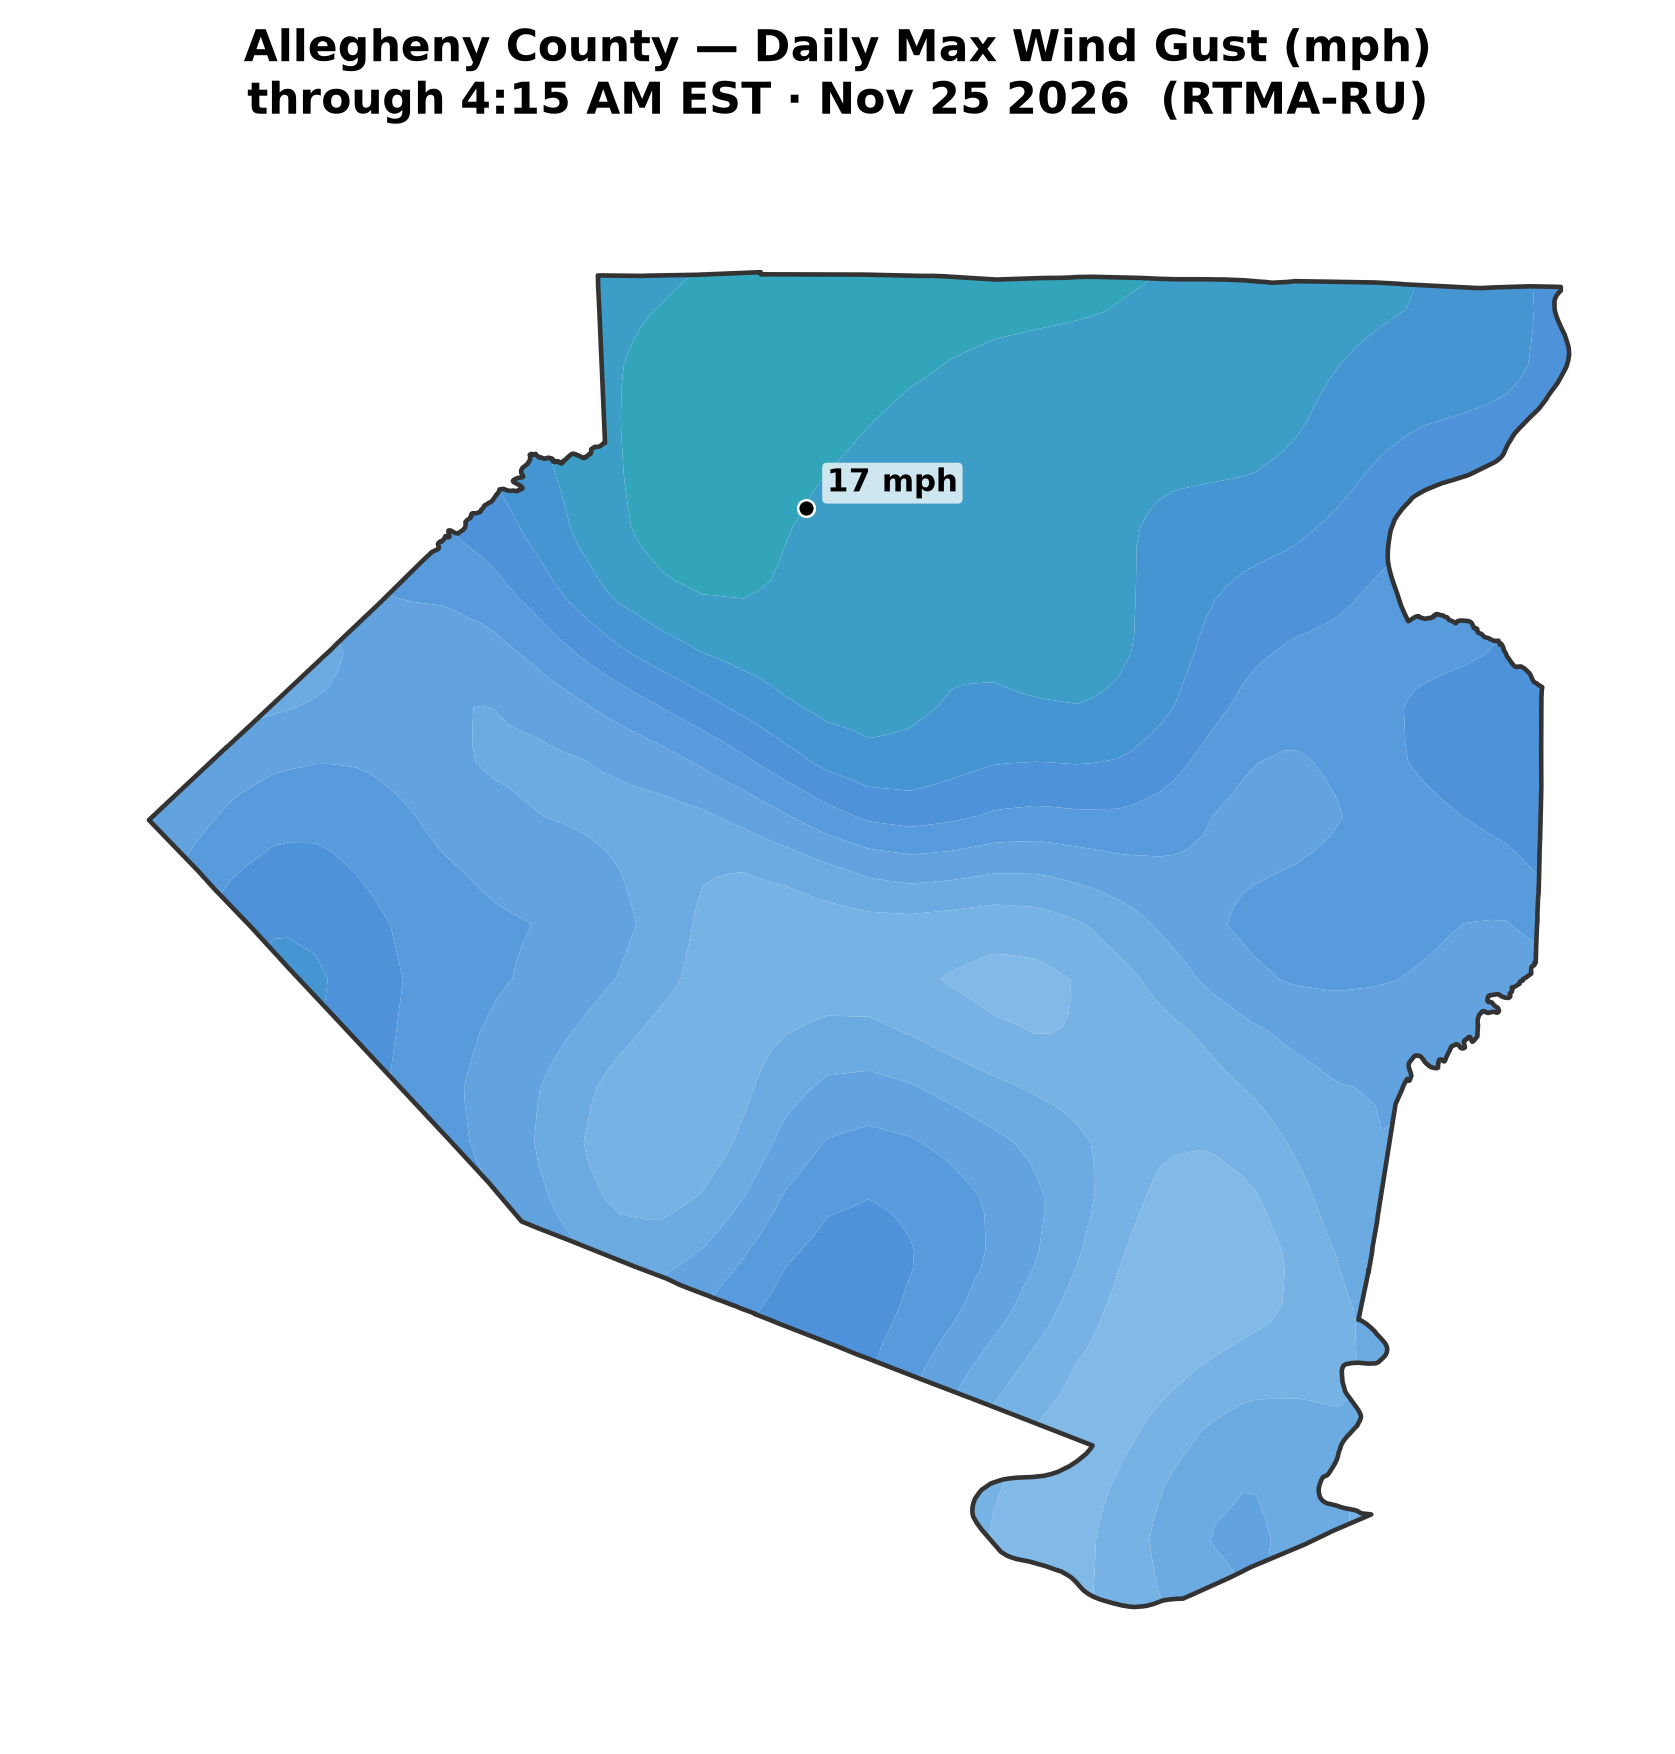 Allegheny County — Daily Max Wind Gust (mph)
through 4:15 AM EST · Nov 25 2026 (RTMA-RU)
17 mph